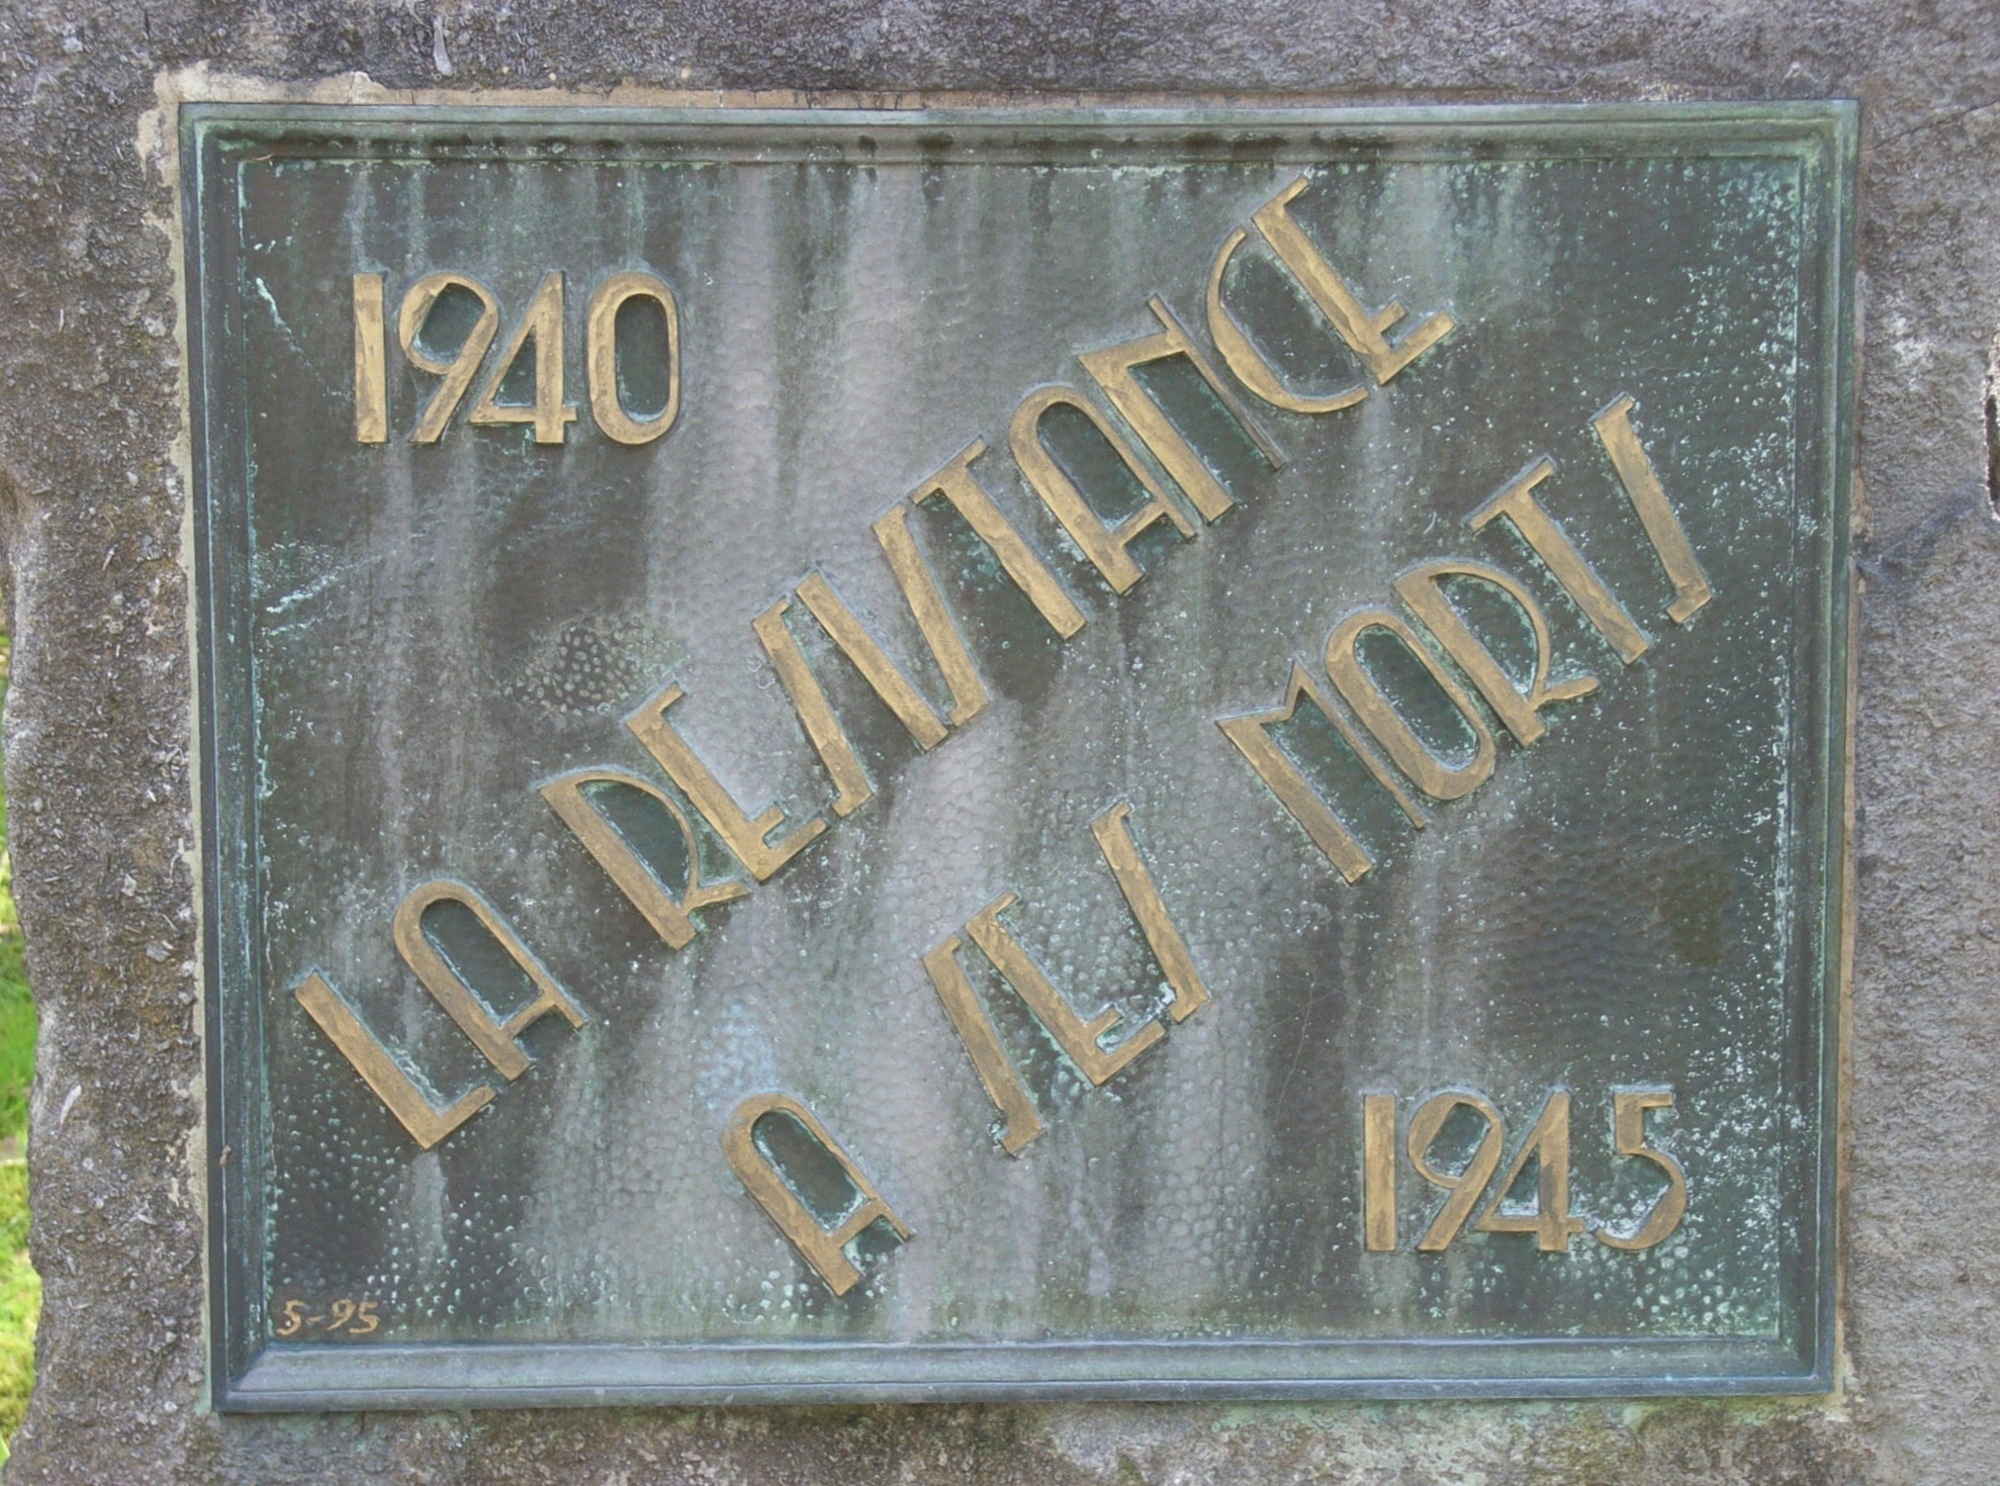 1940
LA RESISTANCE
A SES MORTS
1945
5-95